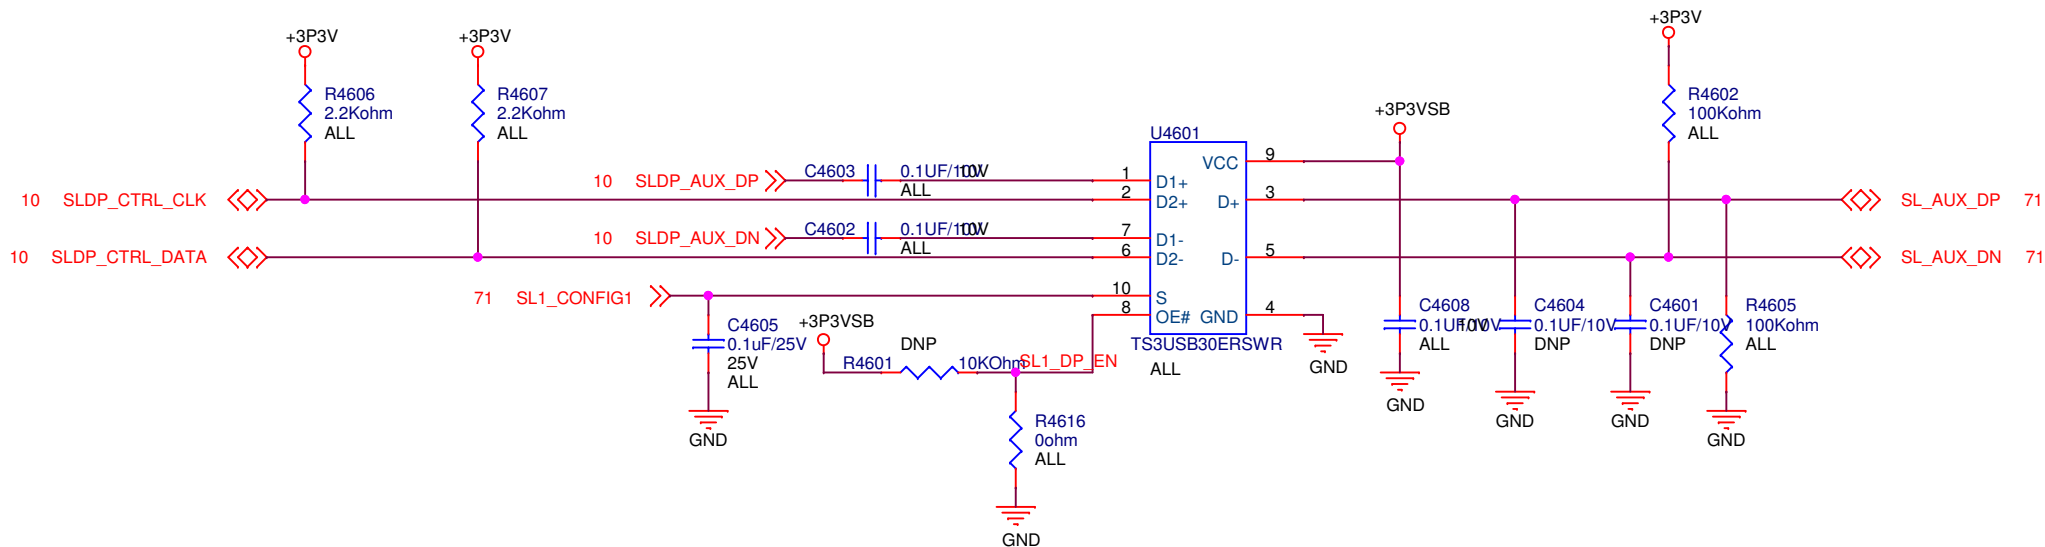 +3P3V
+3P3V
+3P3V
R4606
2.2Kohm
ALL
R4607
2.2Kohm
ALL
R4602
100Kohm
ALL
+3P3VSB
U4601
10 SLDP_CTRL_CLK
10 SLDP_CTRL_DATA
10 SLDP_AUX_DP
C4603
0.1UF/10V
10V
ALL
10 SLDP_AUX_DN
C4602
0.1UF/10V
10V
ALL
71 SL1_CONFIG1
1 D1+
2 D2+
7 D1-
6 D2-
10 S
8 OE#
VCC 9
D+ 3
D- 5
GND 4
TS3USB30ERSWR
ALL
SL_AUX_DP 71
SL_AUX_DN 71
C4605
0.1uF/25V
25V
ALL
GND
+3P3VSB
DNP
R4601
10KOhm
SL1_DP_EN
R4616
0ohm
ALL
GND
GND
C4608
0.1UF/10V
10V
ALL
GND
C4604
0.1UF/10V
DNP
GND
C4601
0.1UF/10V
DNP
GND
R4605
100Kohm
ALL
GND